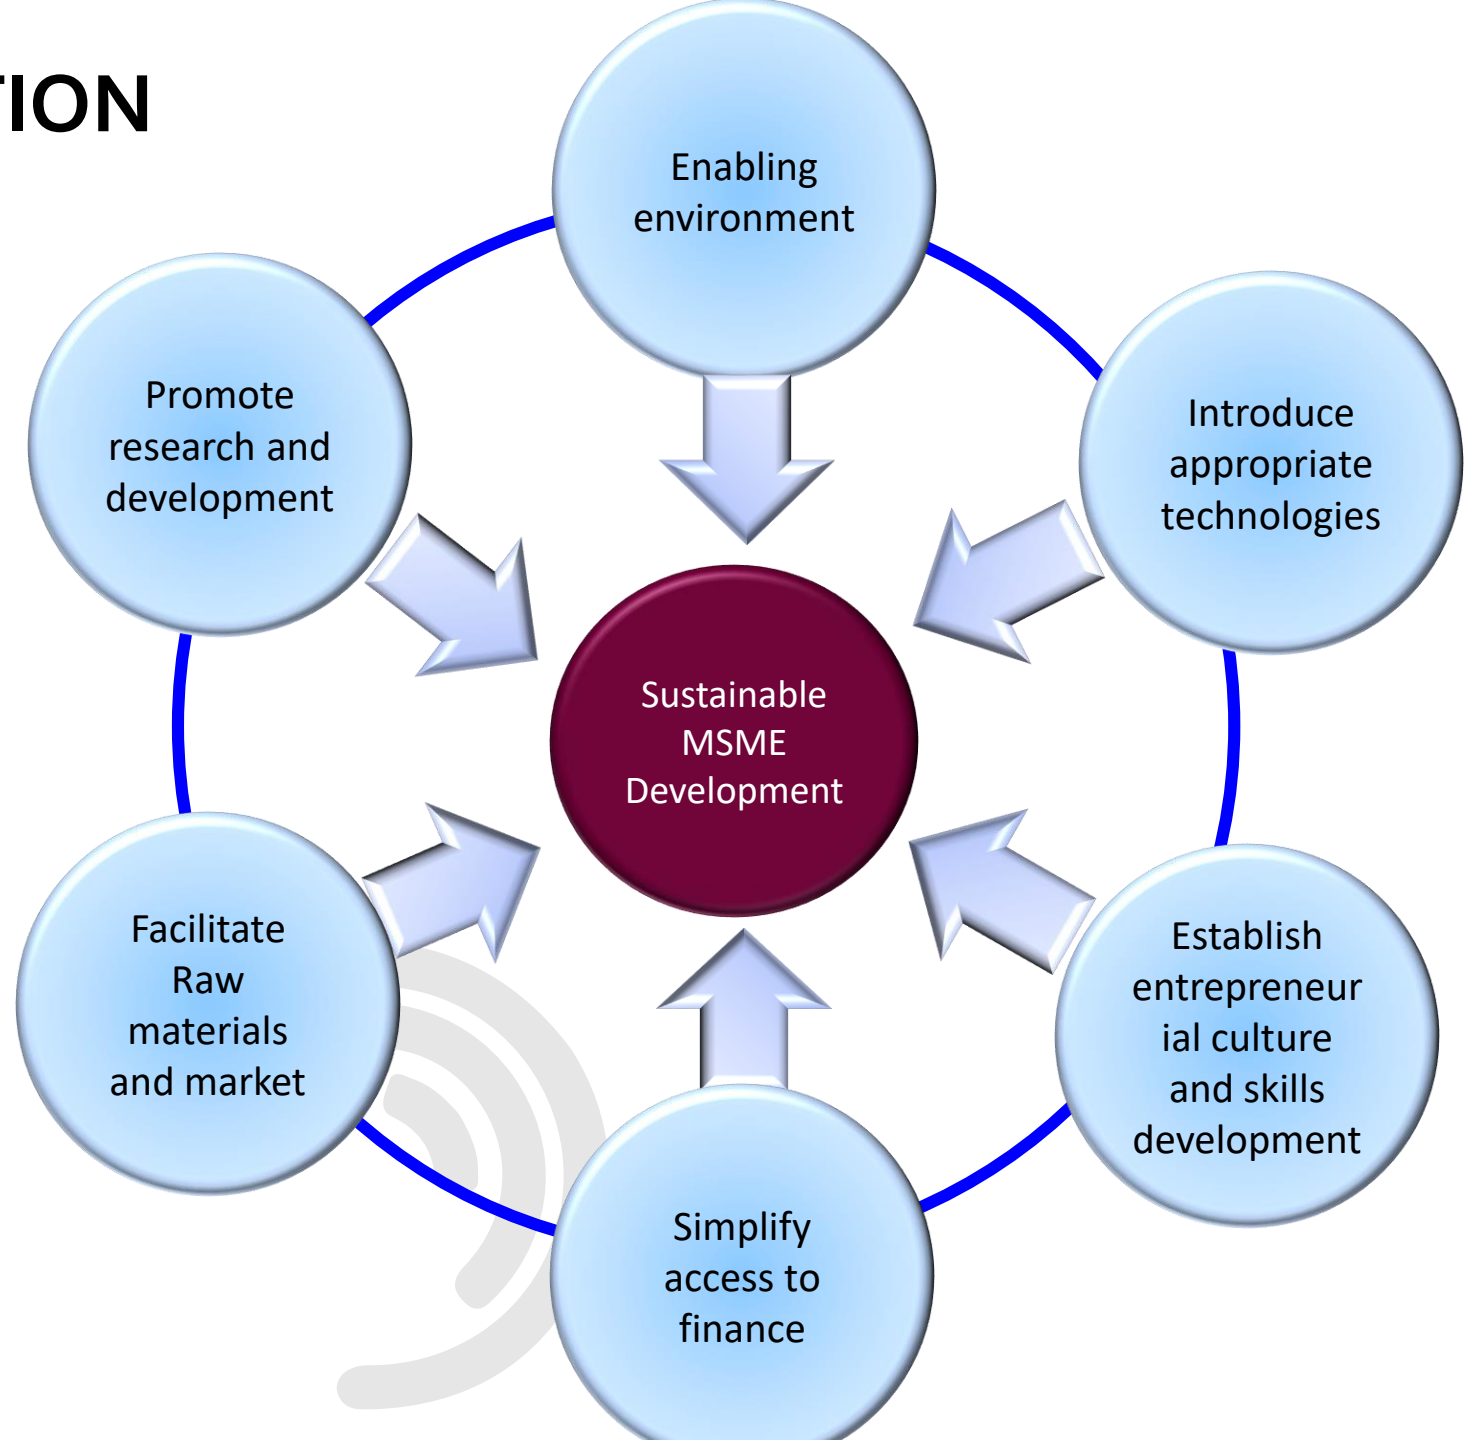 TION
Enabling
environment
Promote
research and
development
Introduce
appropriate
technologies
Sustainable
MSME
Development
Facilitate
Raw
materials
and market
Establish
entrepreneur
ial culture
and skills
development
Simplify
access to
finance